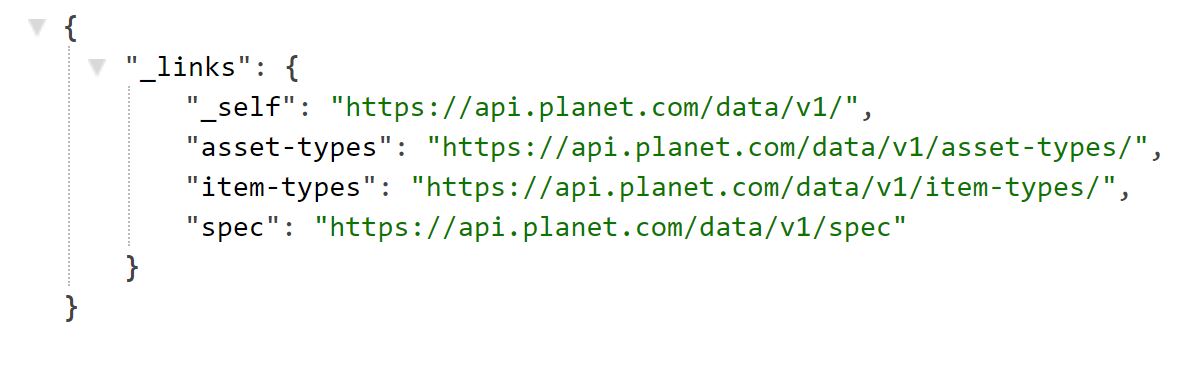 {
"_links": {
"_self": "https://api.planet.com/data/v1/",
"asset-types": "https://api.planet.com/data/v1/asset-types/",
"item-types": "https://api.planet.com/data/v1/item-types/",
"spec": "https://api.planet.com/data/v1/spec"
}
}